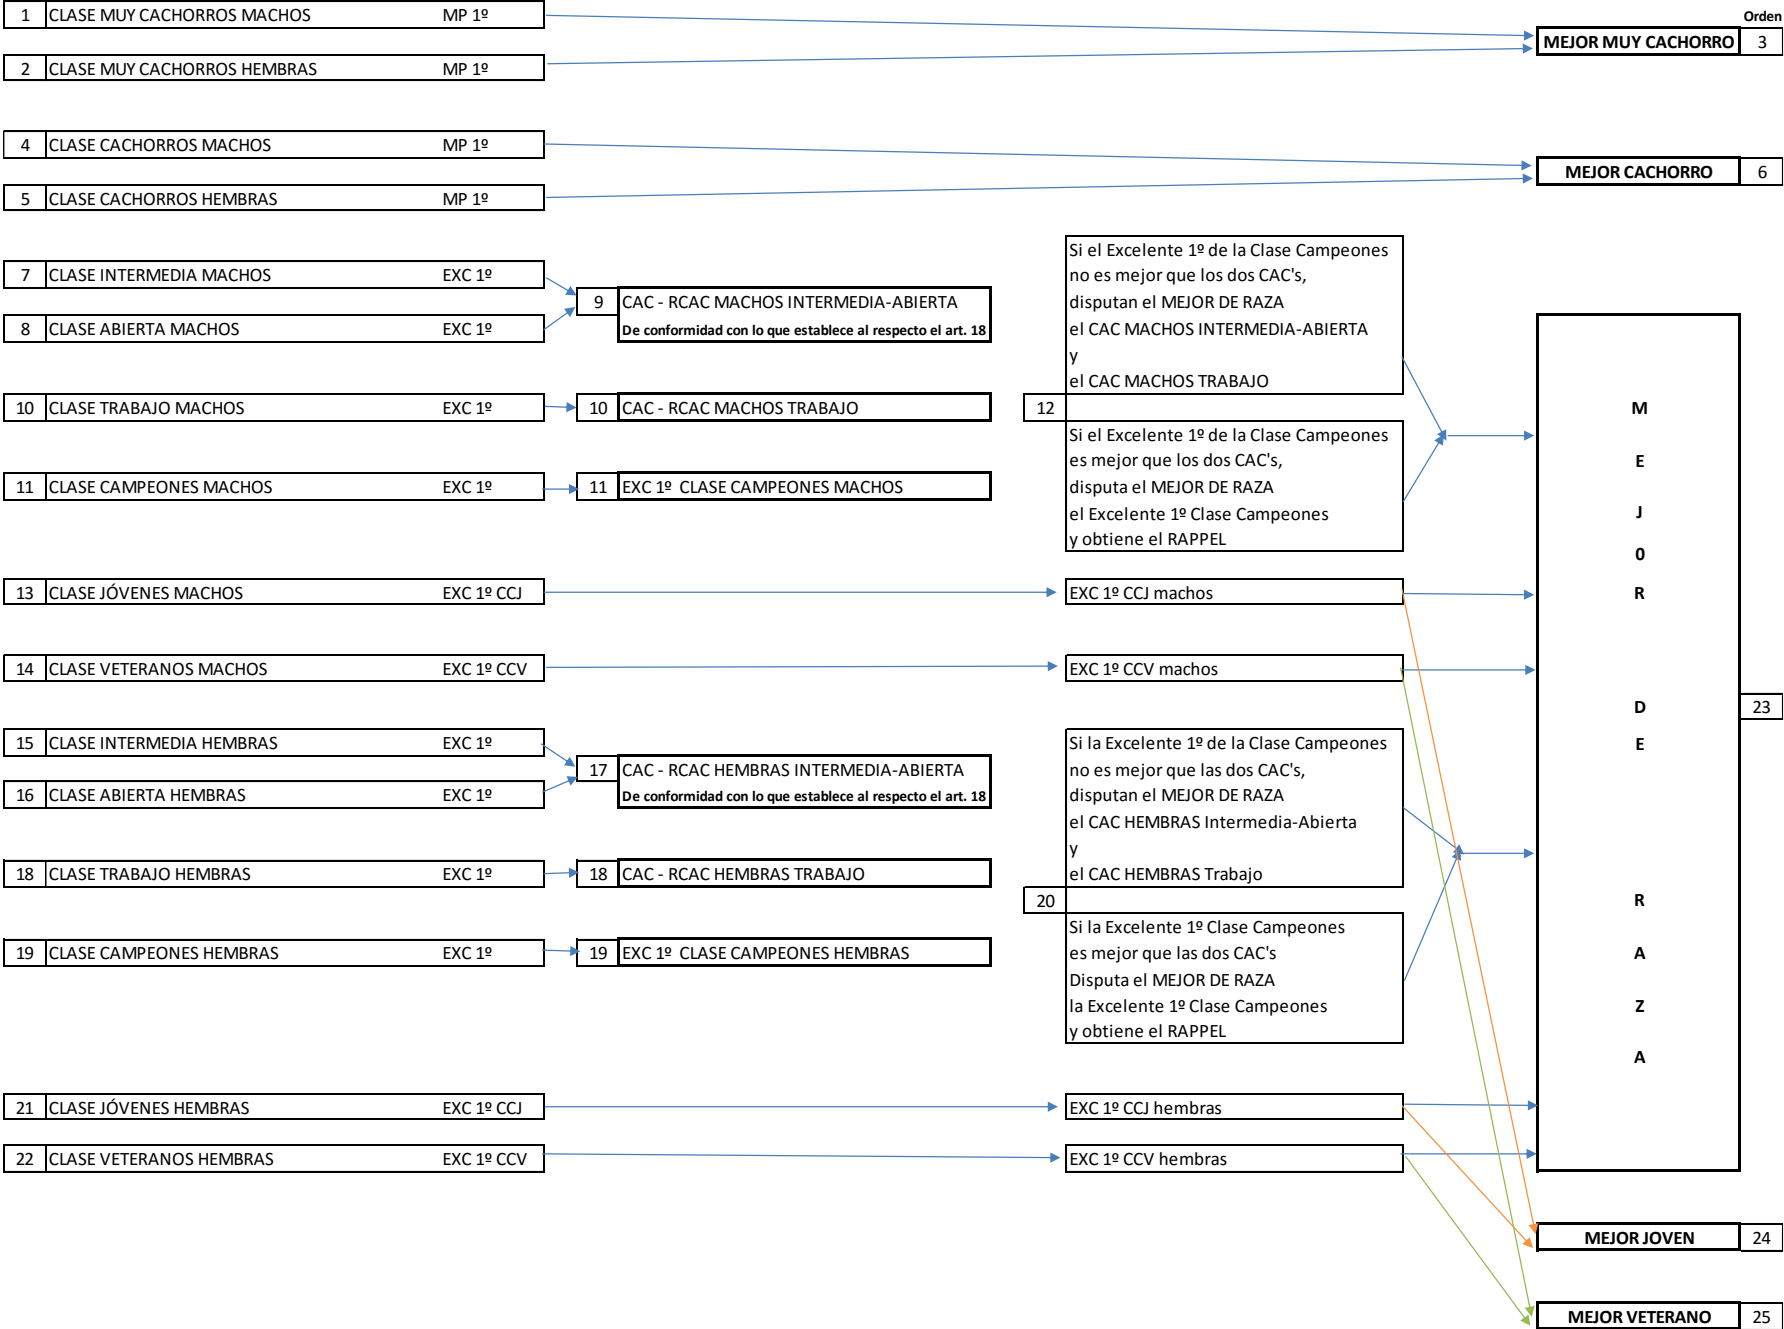 Orden
1 CLASE MUY CACHORROS MACHOS MP 1º
MEJOR MUY CACHORRO 3
2 CLASE MUY CACHORROS HEMBRAS MP 1º
4 CLASE CACHORROS MACHOS MP 1º
MEJOR CACHORRO 6
5 CLASE CACHORROS HEMBRAS MP 1º
7 CLASE INTERMEDIA MACHOS EXC 1º
8 CLASE ABIERTA MACHOS EXC 1º
9 CAC - RCAC MACHOS INTERMEDIA-ABIERTA
De conformidad con lo que establece al respecto el art. 18
10 CLASE TRABAJO MACHOS EXC 1º
10 CAC - RCAC MACHOS TRABAJO
11 CLASE CAMPEONES MACHOS EXC 1º
11 EXC 1º CLASE CAMPEONES MACHOS
Si el Excelente 1º de la Clase Campeones
no es mejor que los dos CAC's,
disputan el MEJOR DE RAZA
el CAC MACHOS INTERMEDIA-ABIERTA
y
el CAC MACHOS TRABAJO
12
Si el Excelente 1º de la Clase Campeones
es mejor que los dos CAC's,
disputa el MEJOR DE RAZA
el Excelente 1º Clase Campeones
y obtiene el RAPPEL
13 CLASE JÓVENES MACHOS EXC 1º CCJ
EXC 1º CCJ machos
14 CLASE VETERANOS MACHOS EXC 1º CCV
EXC 1º CCV machos
15 CLASE INTERMEDIA HEMBRAS EXC 1º
16 CLASE ABIERTA HEMBRAS EXC 1º
17 CAC - RCAC HEMBRAS INTERMEDIA-ABIERTA
De conformidad con lo que establece al respecto el art. 18
18 CLASE TRABAJO HEMBRAS EXC 1º
18 CAC - RCAC HEMBRAS TRABAJO
19 CLASE CAMPEONES HEMBRAS EXC 1º
19 EXC 1º CLASE CAMPEONES HEMBRAS
Si la Excelente 1º de la Clase Campeones
no es mejor que las dos CAC's,
disputan el MEJOR DE RAZA
el CAC HEMBRAS Intermedia-Abierta
y
el CAC HEMBRAS Trabajo
20
Si la Excelente 1º Clase Campeones
es mejor que las dos CAC's
Disputa el MEJOR DE RAZA
la Excelente 1º Clase Campeones
y obtiene el RAPPEL
21 CLASE JÓVENES HEMBRAS EXC 1º CCJ
EXC 1º CCJ hembras
22 CLASE VETERANOS HEMBRAS EXC 1º CCV
EXC 1º CCV hembras
M
E
J
0
R
D
E
R
A
Z
A
23
MEJOR JOVEN 24
MEJOR VETERANO 25